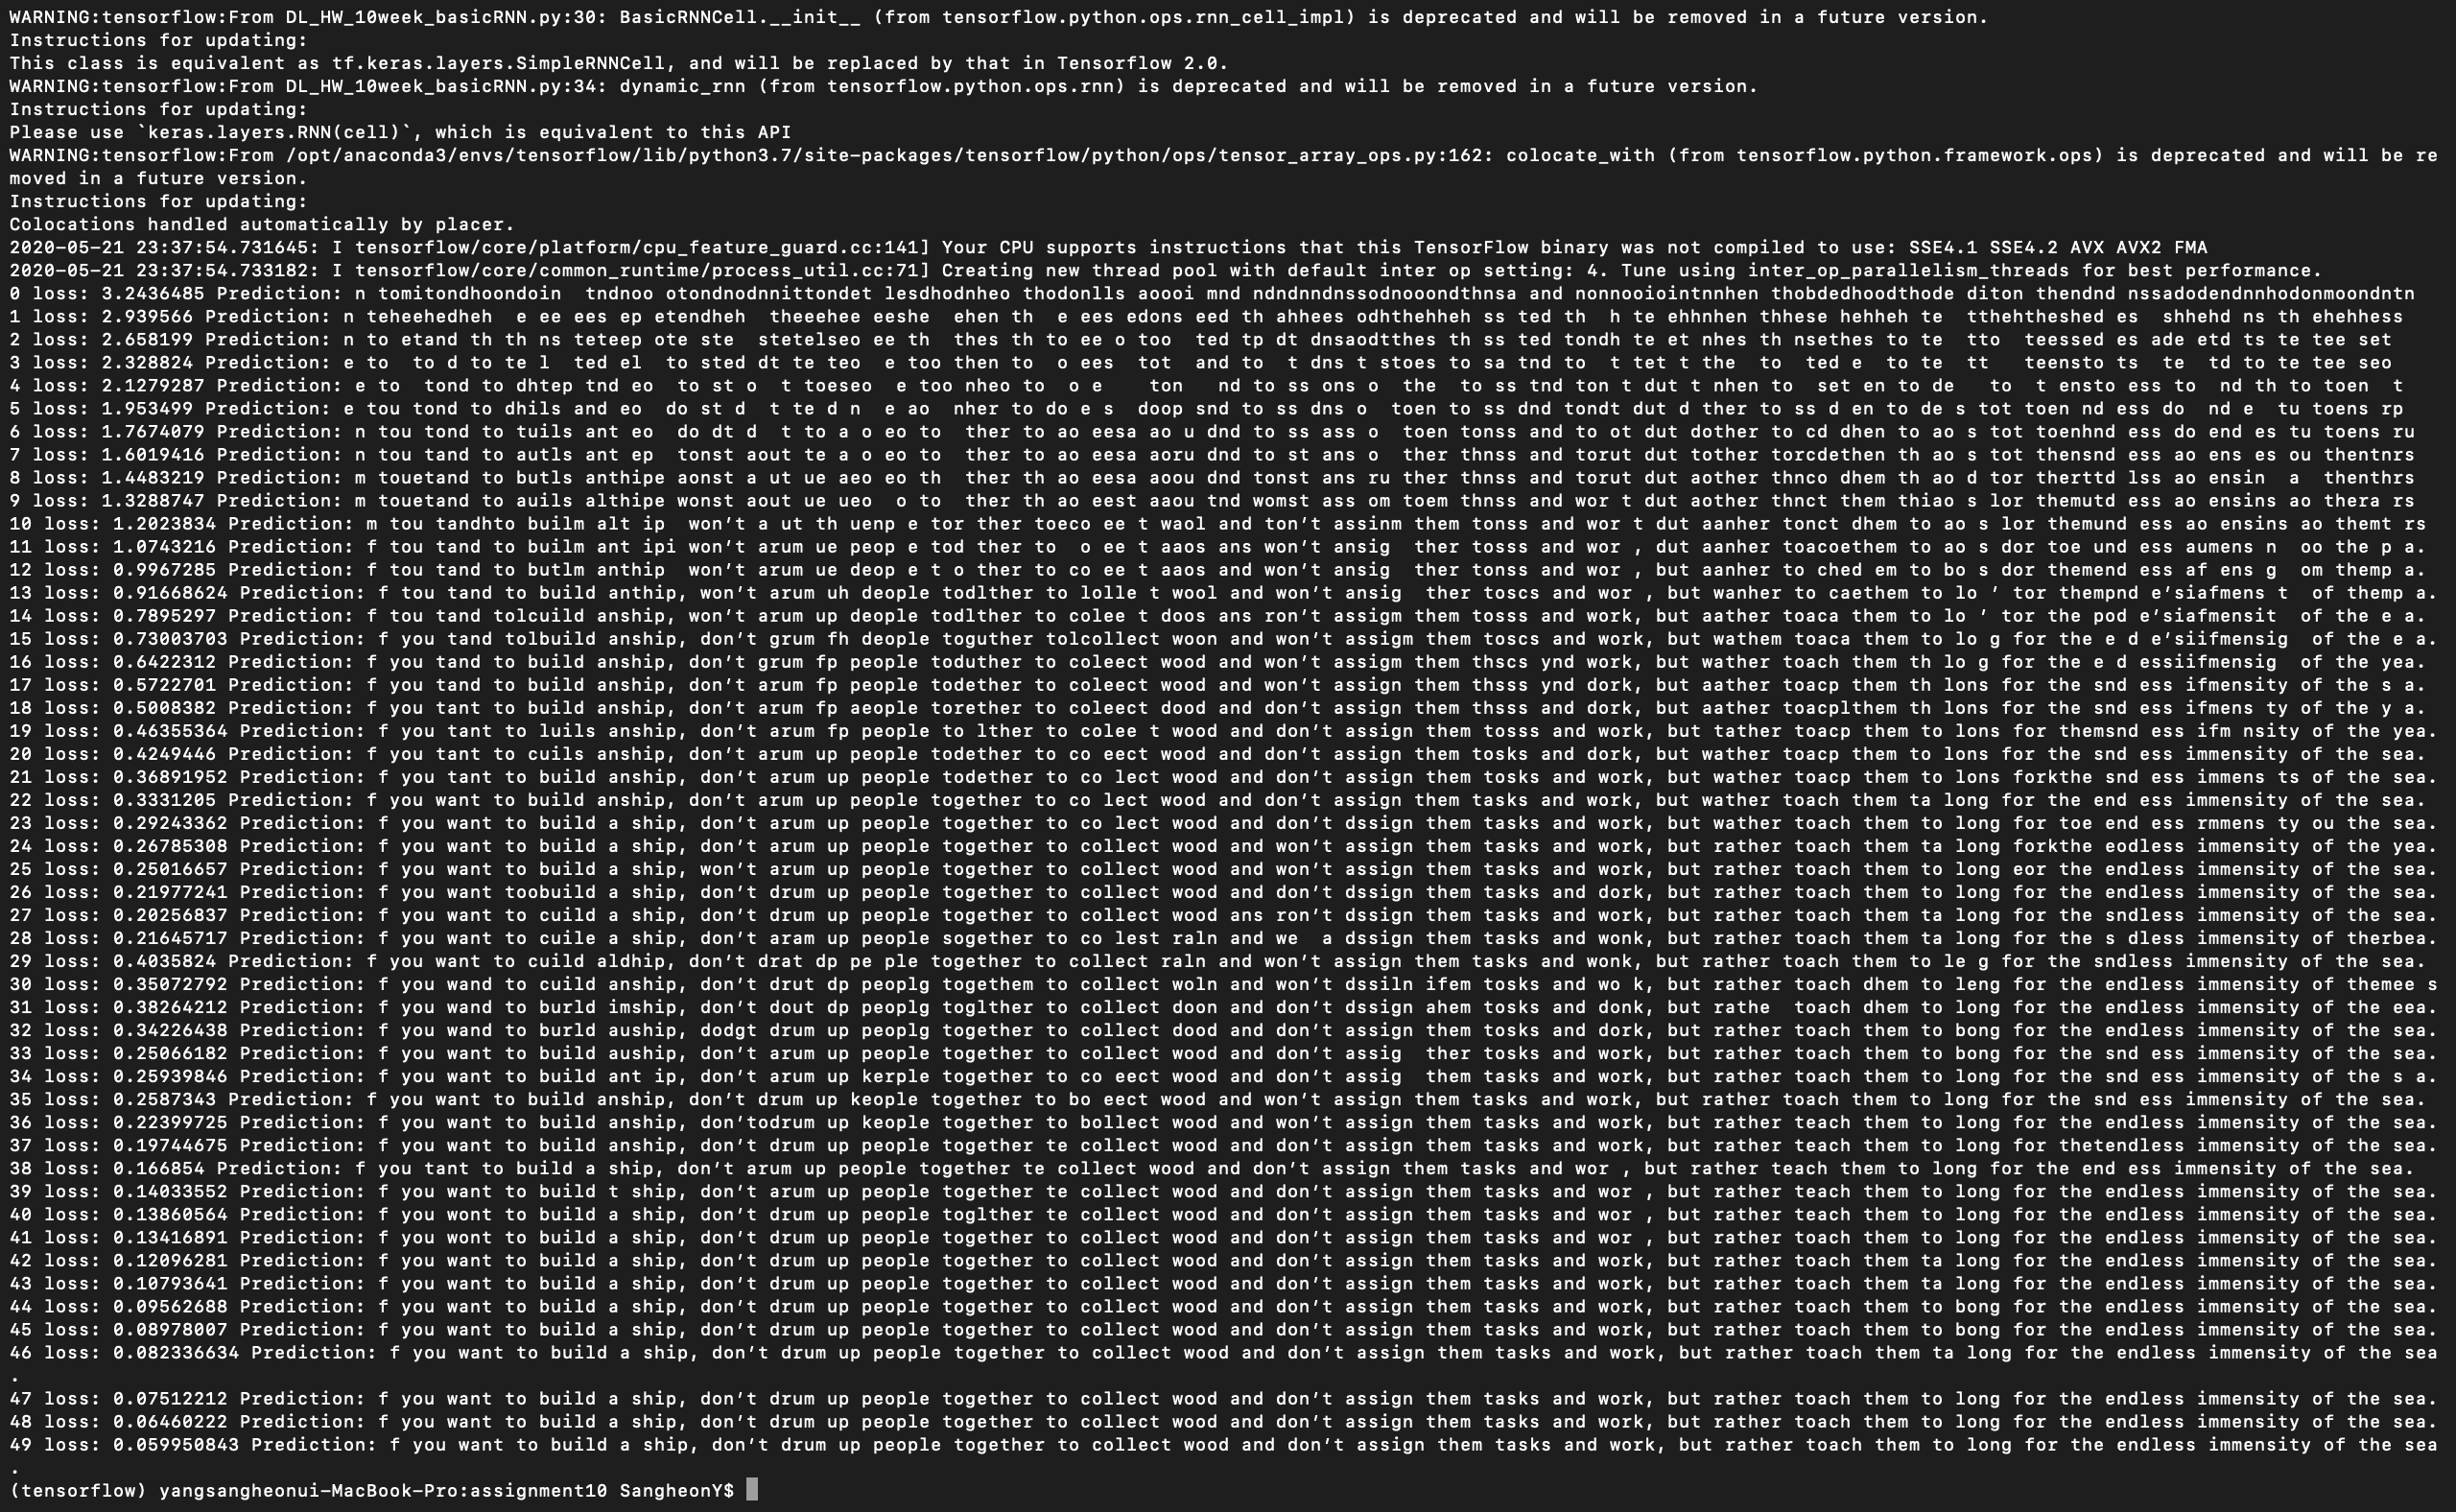 WARNING:tensorflow:From DL_HW_10week_basicRNN.py:30: BasicRNNCell.__init__ (from tensorflow.python.ops.rnn_cell_impl) is deprecated and will be removed in a future version.
Instructions for updating:
This class is equivalent as tf.keras.layers.SimpleRNNCell, and will be replaced by that in Tensorflow 2.0.
WARNING:tensorflow:From DL_HW_10week_basicRNN.py:34: dynamic_rnn (from tensorflow.python.ops.rnn) is deprecated and will be removed in a future version.
Instructions for updating:
Please use `keras.layers.RNN(cell)`, which is equivalent to this API
WARNING:tensorflow:From /opt/anaconda3/envs/tensorflow/lib/python3.7/site-packages/tensorflow/python/ops/tensor_array_ops.py:162: colocate_with (from tensorflow.python.framework.ops) is deprecated and will be re
moved in a future version.
Instructions for updating:
Colocations handled automatically by placer.
2020-05-21 23:37:54.731645: I tensorflow/core/platform/cpu_feature_guard.cc:141] Your CPU supports instructions that this TensorFlow binary was not compiled to use: SSE4.1 SSE4.2 AVX AVX2 FMA
2020-05-21 23:37:54.733182: I tensorflow/core/common_runtime/process_util.cc:71] Creating new thread pool with default inter op setting: 4. Tune using inter_op_parallelism_threads for best performance.
0 loss: 3.2436485 Prediction: n tomitondhoondoin  tndnoo otondnodnnittondet lesdhodnheo thodonlls aoooi mnd ndndnndnssodnooondthnsa and nonnooiointnnhen thobdedhoodthode diton thendnd nssadodendnnhodonmoondntn
1 loss: 2.939566 Prediction: n teheehedheh  e ee ees ep etendheh  theeehee eeshe  ehen th  e ees edons eed th ahhees odhthehheh ss ted th  h te ehhnhen thhese hehheh te  tthehtheshed es  shhehd ns th ehehhess
2 loss: 2.658199 Prediction: n to etand th th ns teteep ote ste  stetelseo ee th  thes th to ee o too  ted tp dt dnsaodtthes th ss ted tondh te et nhes th nsethes to te  tto  teessed es ade etd ts te tee set
3 loss: 2.328824 Prediction: e to  to d to te l  ted el  to sted dt te teo  e too then to  o ees  tot  and to  t dns t stoes to sa tnd to  t tet t the  to  ted e  to te  tt   teensto ts  te  td to te tee seo
4 loss: 2.1279287 Prediction: e to  tond to dhtep tnd eo  to st o  t toeseo  e too nheo to  o e    ton   nd to ss ons o  the  to ss tnd ton t dut t nhen to  set en to de   to  t ensto ess to  nd th to toen  t
5 loss: 1.953499 Prediction: e tou tond to dhils and eo  do st d  t te d n  e ao  nher to do e s  doop snd to ss dns o  toen to ss dnd tondt dut d ther to ss d en to de s tot toen nd ess do  nd e  tu toens rp
6 loss: 1.7674079 Prediction: n tou tond to tuils ant eo  do dt d  t to a o eo to  ther to ao eesa ao u dnd to ss ass o  toen tonss and to ot dut dother to cd dhen to ao s tot toenhnd ess do end es tu toens ru
7 loss: 1.6019416 Prediction: n tou tand to autls ant ep  tonst aout te a o eo to  ther to ao eesa aoru dnd to st ans o  ther thnss and torut dut tother torcdethen th ao s tot thensnd ess ao ens es ou thentnrs
8 loss: 1.4483219 Prediction: m touetand to butls anthipe aonst a ut ue aeo eo th  ther th ao eesa aoou dnd tonst ans ru ther thnss and torut dut aother thnco dhem th ao d tor therttd lss ao ensin  a  thenthrs
9 loss: 1.3288747 Prediction: m touetand to auils althipe wonst aout ue ueo  o to  ther th ao eest aaou tnd womst ass om toem thnss and wor t dut aother thnct them thiao s lor themutd ess ao ensins ao thera rs
10 loss: 1.2023834 Prediction: m tou tandhto builm alt ip  won't a ut th uenp e tor ther toeco ee t waol and ton't assinm them tonss and wor t dut aanher tonct dhem to ao s lor themund ess ao ensins ao themt rs
11 loss: 1.0743216 Prediction: f tou tand to builm ant ipi won't arum ue peop e tod ther to  o ee t aaos ans won't ansig  ther tosss and wor , dut aanher toacoethem to ao s dor toe und ess aumens n  oo the p a.
12 loss: 0.9967285 Prediction: f tou tand to butlm anthip  won't arum ue deop e t o ther to co ee t aaos and won't ansig  ther tonss and wor , but aanher to ched em to bo s dor themend ess af ens g  om themp a.
13 loss: 0.91668624 Prediction: f tou tand to build anthip, won't arum uh deople todlther to lolle t wool and won't ansig  ther toscs and wor , but wanher to caethem to lo ' tor thempnd e'siafmens t  of themp a.
14 loss: 0.7895297 Prediction: f tou tand tolcuild anship, won't arum up deople todlther to colee t doos ans ron't assigm them tosss and work, but aather toaca them to lo ' tor the pod e'siafmensit  of the e a.
15 loss: 0.73003703 Prediction: f you tand tolbuild anship, don't grum fh deople toguther tolcollect woon and won't assigm them toscs and work, but wathem toaca them to lo g for the e d e'siifmensig  of the e a.
16 loss: 0.6422312 Prediction: f you tand to build anship, don't grum fp people toduther to coleect wood and won't assigm them thscs ynd work, but wather toach them th lo g for the e d essiifmensig  of the yea.
17 loss: 0.5722701 Prediction: f you tand to build anship, don't arum fp people todether to coleect wood and won't assign them thsss ynd dork, but aather toacp them th lons for the snd ess ifmensity of the s a.
18 loss: 0.5008382 Prediction: f you tant to build anship, don't arum fp aeople torether to coleect dood and don't assign them thsss and dork, but aather toacplthem th lons for the snd ess ifmens ty of the y a.
19 loss: 0.46355364 Prediction: f you tant to luils anship, don't arum fp people to lther to colee t wood and don't assign them tosss and work, but tather toacp them to lons for themsnd ess ifm nsity of the yea.
20 loss: 0.4249446 Prediction: f you tant to cuils anship, don't arum up people todether to co eect wood and don't assign them tosks and dork, but wather toacp them to lons for the snd ess immensity of the sea.
21 loss: 0.36891952 Prediction: f you tant to build anship, don't arum up people todether to co lect wood and don't assign them tosks and work, but wather toacp them to lons forkthe snd ess immens ts of the sea.
22 loss: 0.3331205 Prediction: f you want to build anship, don't arum up people together to co lect wood and don't assign them tasks and work, but wather toach them ta long for the end ess immensity of the sea.
23 loss: 0.29243362 Prediction: f you want to build a ship, don't arum up people together to co lect wood and don't dssign them tasks and work, but wather toach them to long for toe end ess rmmens ty ou the sea.
24 loss: 0.26785308 Prediction: f you want to build a ship, don't arum up people together to collect wood and won't assign them tasks and work, but rather toach them ta long forkthe eodless immensity of the yea.
25 loss: 0.25016657 Prediction: f you want to build a ship, won't arum up people together to collect wood and won't assign them tasks and work, but rather toach them to long eor the endless immensity of the sea.
26 loss: 0.21977241 Prediction: f you want toobuild a ship, don't drum up people together to collect wood and don't dssign them tasks and dork, but rather toach them to long for the endless immensity of the sea.
27 loss: 0.20256837 Prediction: f you want to cuild a ship, don't drum up people together to collect wood ans ron't dssign them tasks and work, but rather toach them ta long for the sndless immensity of the sea.
28 loss: 0.21645717 Prediction: f you want to cuile a ship, don't aram up people sogether to co lest raln and we  a dssign them tasks and wonk, but rather toach them ta long for the s dless immensity of therbea.
29 loss: 0.4035824 Prediction: f you want to cuild aldhip, don't drat dp pe ple together to collect raln and won't assign them tasks and wonk, but rather toach them to le g for the sndless immensity of the sea.
30 loss: 0.35072792 Prediction: f you wand to cuild anship, don't drut dp peoplg togethem to collect woln and won't dssiln ifem tosks and wo k, but rather toach dhem to leng for the endless immensity of themee s
31 loss: 0.38264212 Prediction: f you wand to burld imship, don't dout dp peoplg toglther to collect doon and don't dssign ahem tosks and donk, but rathe  toach dhem to long for the endless immensity of the eea.
32 loss: 0.34226438 Prediction: f you wand to burld auship, dodgt drum up peoplg together to collect dood and don't assign them tosks and dork, but rather toach them to bong for the endless immensity of the sea.
33 loss: 0.25066182 Prediction: f you want to build auship, don't arum up people together to collect wood and don't assig  ther tosks and work, but rather toach them to bong for the snd ess immensity of the sea.
34 loss: 0.25939846 Prediction: f you want to build ant ip, don't arum up kerple together to co eect wood and don't assig  them tasks and work, but rather toach them to long for the snd ess immensity of the s a.
35 loss: 0.2587343 Prediction: f you want to build anship, don't drum up keople together to bo eect wood and won't assign them tasks and work, but rather toach them to long for the snd ess immensity of the sea.
36 loss: 0.22399725 Prediction: f you want to build anship, don'todrum up keople together to bollect wood and won't assign them tasks and work, but rather teach them to long for the endless immensity of the sea.
37 loss: 0.19744675 Prediction: f you want to build anship, don't drum up people together te collect wood and don't assign them tasks and work, but rather teach them to long for thetendless immensity of the sea.
38 loss: 0.166854 Prediction: f you tant to build a ship, don't arum up people together te collect wood and don't assign them tasks and wor , but rather teach them to long for the end ess immensity of the sea.
39 loss: 0.14033552 Prediction: f you want to build t ship, don't arum up people together te collect wood and don't assign them tasks and wor , but rather teach them to long for the endless immensity of the sea.
40 loss: 0.13860564 Prediction: f you wont to build a ship, don't drum up people toglther te collect wood and don't assign them tasks and wor , but rather teach them to long for the endless immensity of the sea.
41 loss: 0.13416891 Prediction: f you wont to build a ship, don't drum up people together to collect wood and don't assign them tasks and wor , but rather toach them to long for the endless immensity of the sea.
42 loss: 0.12096281 Prediction: f you want to build a ship, don't drum up people together to collect wood and don't assign them tasks and work, but rather toach them ta long for the endless immensity of the sea.
43 loss: 0.10793641 Prediction: f you want to build a ship, don't drum up people together to collect wood and don't assign them tasks and work, but rather toach them ta long for the endless immensity of the sea.
44 loss: 0.09562688 Prediction: f you want to build a ship, don't drum up people together to collect wood and don't assign them tasks and work, but rather toach them to bong for the endless immensity of the sea.
45 loss: 0.08978007 Prediction: f you want to build a ship, don't drum up people together to collect wood and don't assign them tasks and work, but rather toach them to bong for the endless immensity of the sea.
46 loss: 0.082336634 Prediction: f you want to build a ship, don't drum up people together to collect wood and don't assign them tasks and work, but rather toach them ta long for the endless immensity of the sea
.
47 loss: 0.07512212 Prediction: f you want to build a ship, don't drum up people together to collect wood and don't assign them tasks and work, but rather toach them to long for the endless immensity of the sea.
48 loss: 0.06460222 Prediction: f you want to build a ship, don't drum up people together to collect wood and don't assign them tasks and work, but rather toach them to long for the endless immensity of the sea.
49 loss: 0.059950843 Prediction: f you want to build a ship, don't drum up people together to collect wood and don't assign them tasks and work, but rather toach them to long for the endless immensity of the sea
.
(tensorflow) yangsangheonui-MacBook-Pro:assignment10 SangheonY$